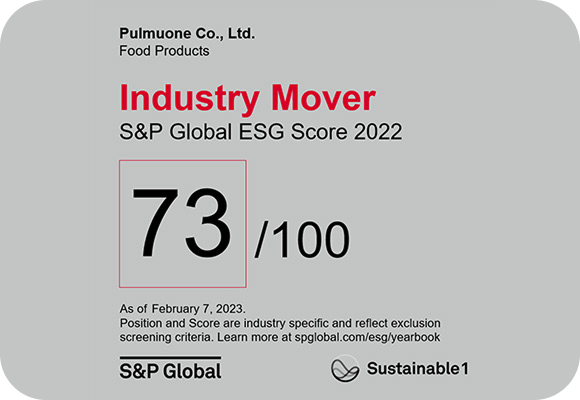 Pulmuone Co., Ltd.
Food Products
Industry Mover
S&P Global ESG Score 2022
73 /100
As of February 7, 2023.
Position and Score are industry specific and reflect exclusion
screening criteria. Learn more at spglobal.com/esg/yearbook
S&P Global
Sustainable1